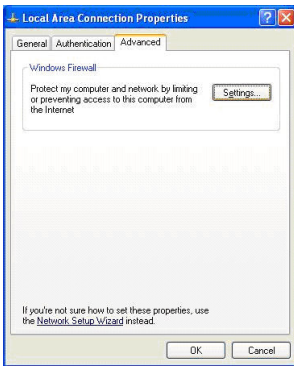 Local Area Connection Properties
General Authentication Advanced
Windows Firewall
Protect my computer and network by limiting
or preventing access to this computer from
the Internet
Settings...
If you're not sure how to set these properties, use
the Network Setup Wizard instead.
OK Cancel